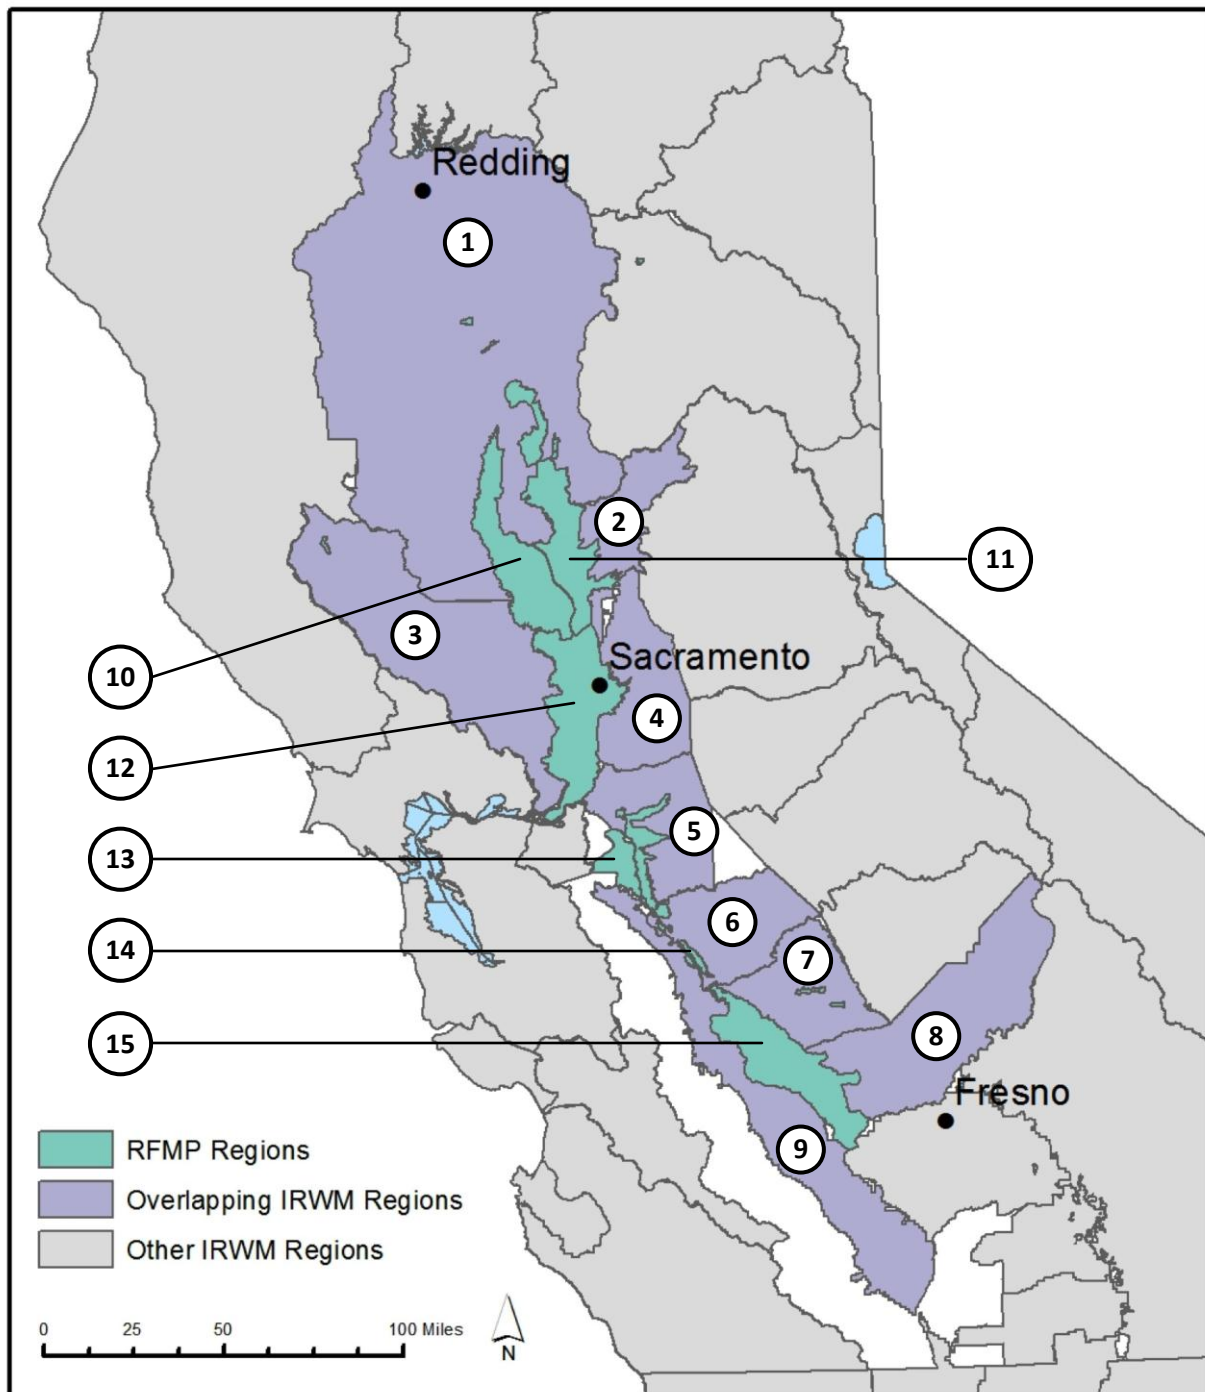 Redding
1
2
11
3
Sacramento
10
4
12
5
13
6
14
7
8
15
Fresno
9
RFMP Regions
Overlapping IRWM Regions
Other IRWM Regions
0 25 50 100 Miles
N